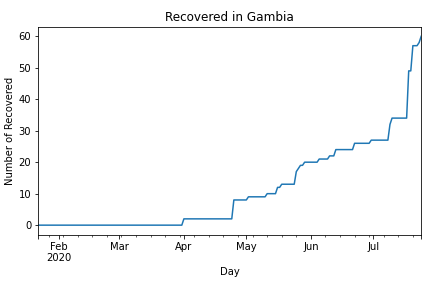 Recovered in Gambia
Number of Recovered
60
50
40
30
20
10
0
Feb
2020
Mar
Apr
May
Jun
Jul
Day